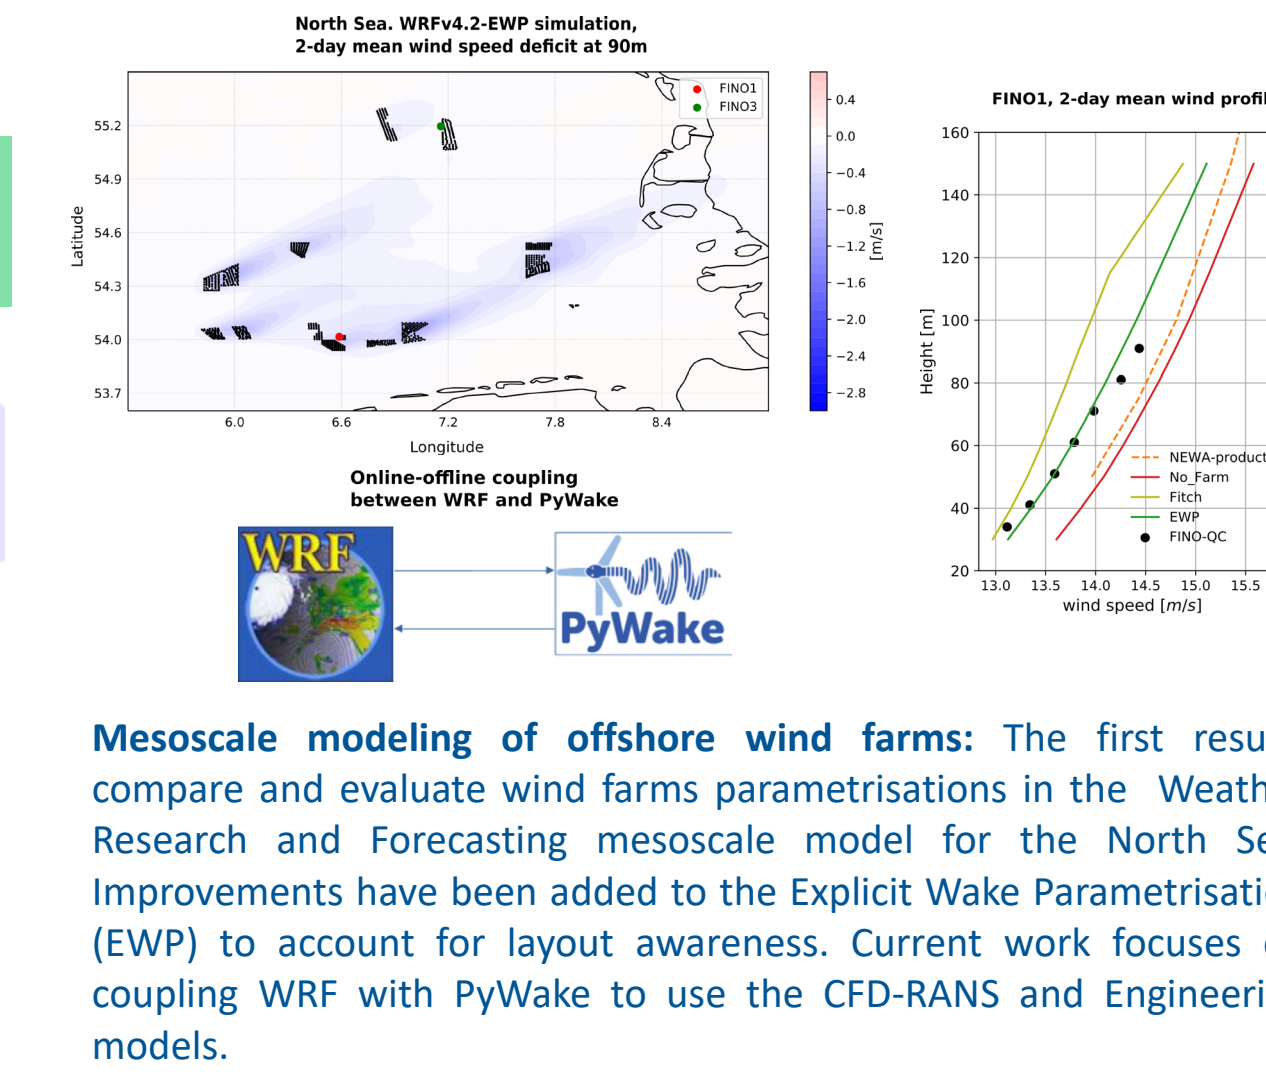 North Sea. WRFv4.2-EWP simulation,
2-day mean wind speed deficit at 90m
FINO1
FINO3
55.2
54.9
54.6
54.3
54.0
53.7
Latitude
6.0 6.6 7.2 7.8 8.4
Longitude
0.4
0.0
−0.4
−0.8
−1.2
−1.6
−2.0
−2.4
−2.8
[m/s]
FINO1, 2-day mean wind profi
160
140
120
100
80
60
40
20
Height [m]
NEWA-product
No_Farm
Fitch
EWP
FINO-QC
13.0 13.5 14.0 14.5 15.0 15.5
wind speed [m/s]
Online-offline coupling
between WRF and PyWake
WRF
PyWake
Mesoscale modeling of offshore wind farms: The first resu
compare and evaluate wind farms parametrisations in the Weath
Research and Forecasting mesoscale model for the North Se
Improvements have been added to the Explicit Wake Parametrisati
(EWP) to account for layout awareness. Current work focuses
coupling WRF with PyWake to use the CFD-RANS and Engineeri
models.